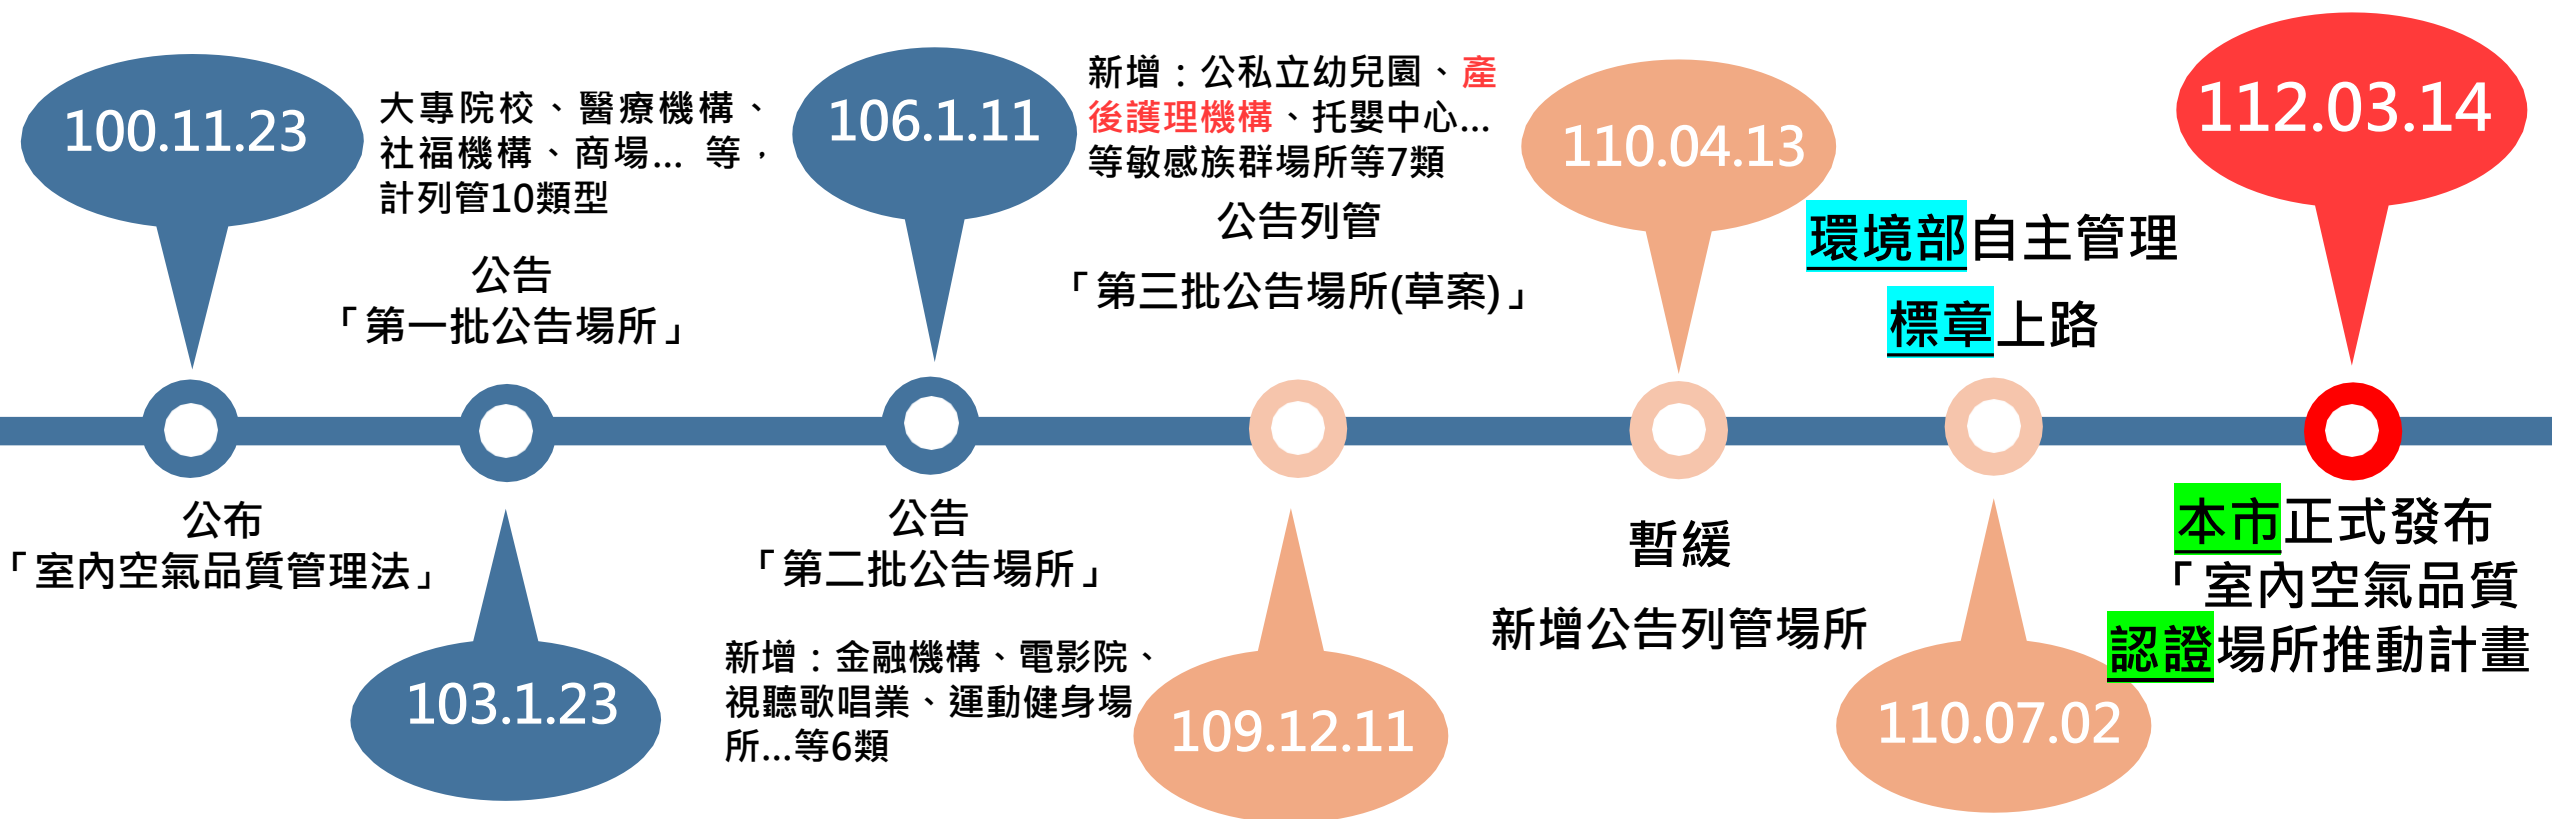 100.11.23
公布
「室內空氣品質管理法」
大專院校、醫療機構、
社福機構、商場... 等，
計列管10類型
公告
「第一批公告場所」
103.1.23
106.1.11
公告
「第二批公告場所」
新增：金融機構、電影院、
視聽歌唱業、運動健身場
所...等6類
新增：公私立幼兒園、產
後護理機構、托嬰中心...
等敏感族群場所等7類
公告列管
「第三批公告場所(草案)」
109.12.11
110.04.13
暫緩
新增公告列管場所
環境部自主管理
標章上路
110.07.02
112.03.14
本市正式發布
「室內空氣品質
認證場所推動計畫